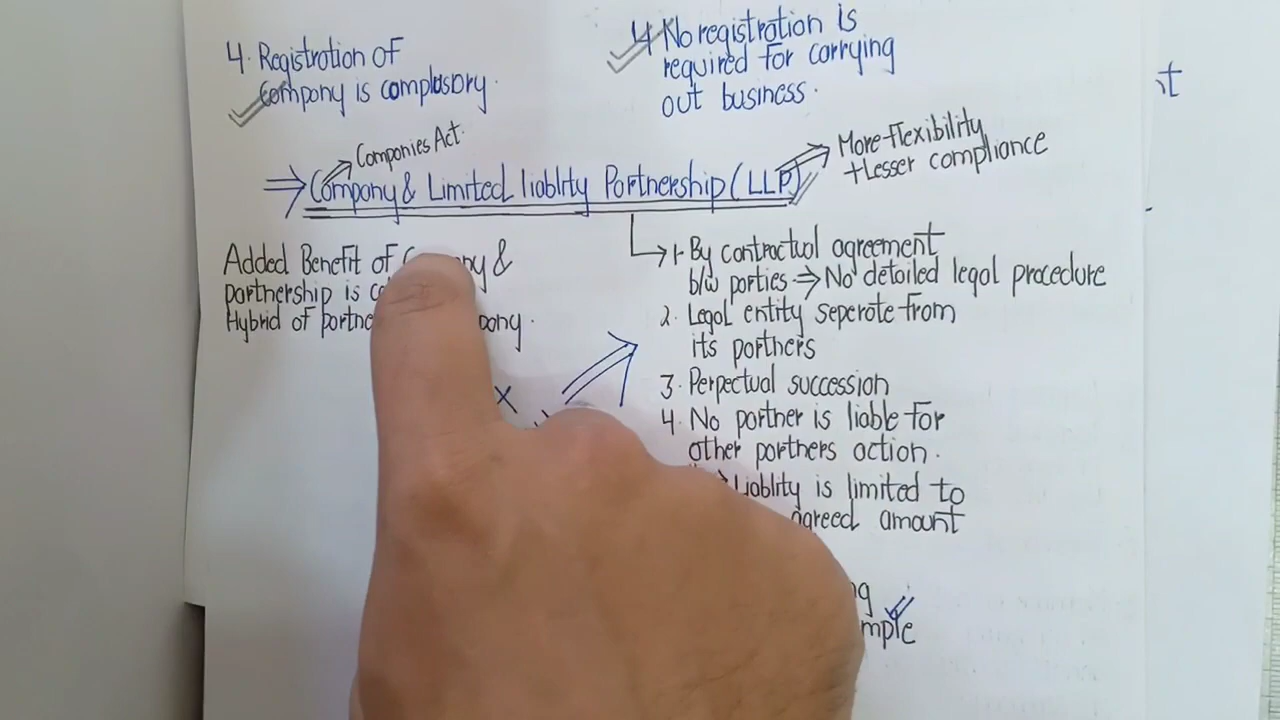 4. Registration of
company is complusory.
4 No registration is
required for carrying
out business.
nt
Companies Act.
More flexibility
+ Lesser compliance
⇒ Company & Limited liablity Partnership (LLP)
Added Benefit of &
partnership is
Hybrid of
x
1. By contractual agreement
b/w parties ⇒ No detailed legal procedure
2. Legal entity seperate from
its partners
3. Perpectual succession
4. No partner is liable for
other partners action.
Liablity is limited to
agreed amount